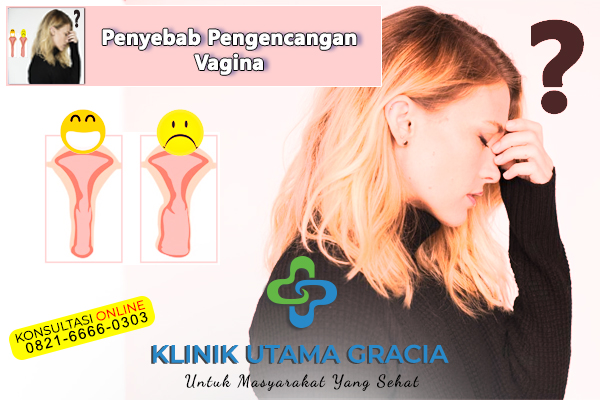 Penyebab Pengencangan
Vagina
?
?
KONSULTASI ONLINE
0821-6666-0303
KLINIK UTAMA GRACIA
Untuk Masyarakat Yang Sehat